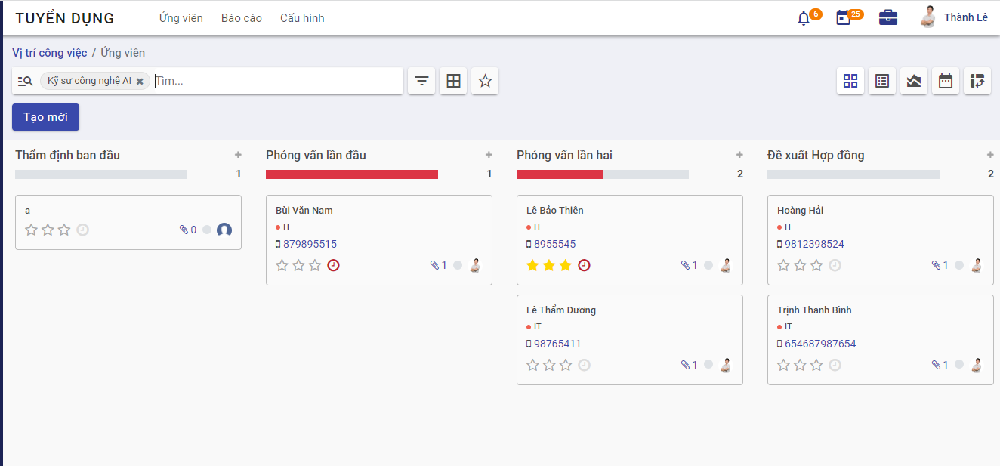 TUYỂN DỤNG
Ứng viên Báo cáo Cấu hình
6
25
Thành Lê
Vị trí công việc / Ứng viên
Kỹ sư công nghệ AI Tìm...
Tạo mới
Thẩm định ban đầu
1
a
0
Phỏng vấn lần đầu
1
Bùi Văn Nam
IT
879895515
1
Phỏng vấn lần hai
2
Lê Bảo Thiên
IT
8955545
1
Lê Thẩm Dương
IT
98765411
1
Đề xuất Hợp đồng
2
Hoàng Hải
IT
9812398524
1
Trịnh Thanh Bình
IT
654687987654
1